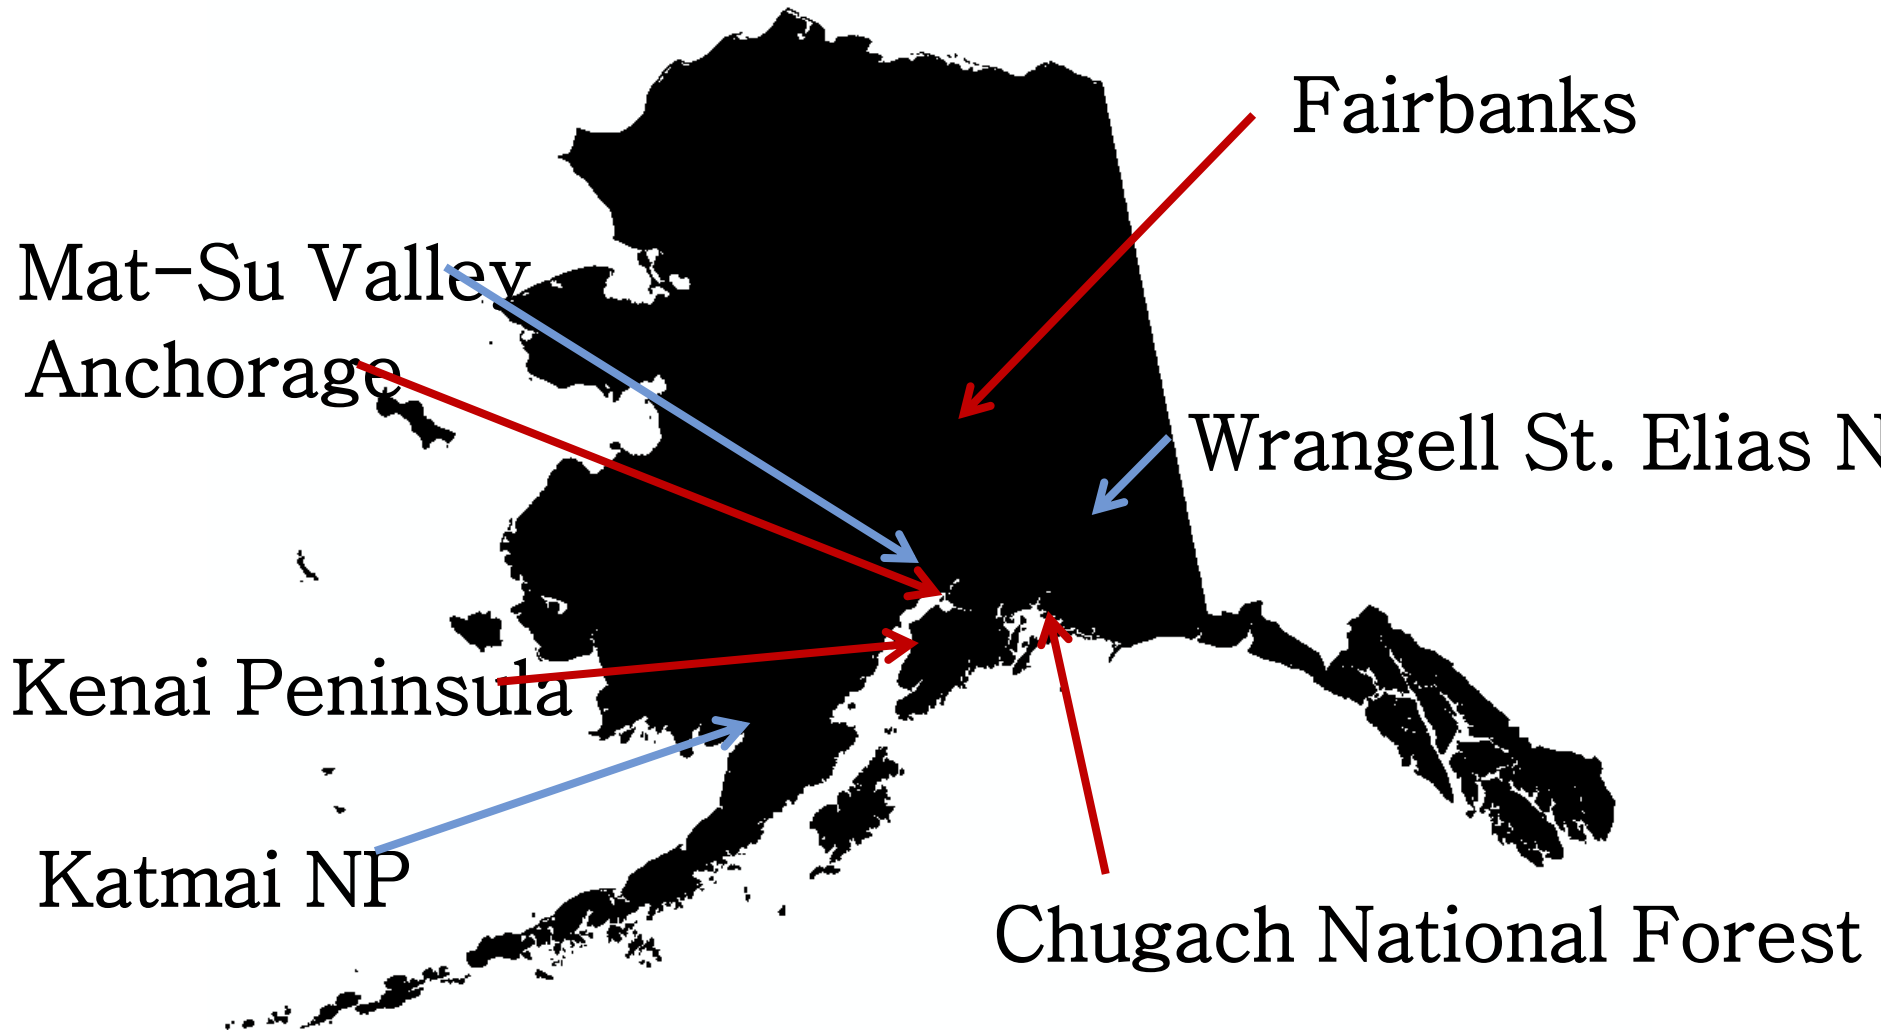 Fairbanks
Mat-Su Valley
Anchorage
Wrangell St. Elias N
Kenai Peninsula
Katmai NP
Chugach National Forest